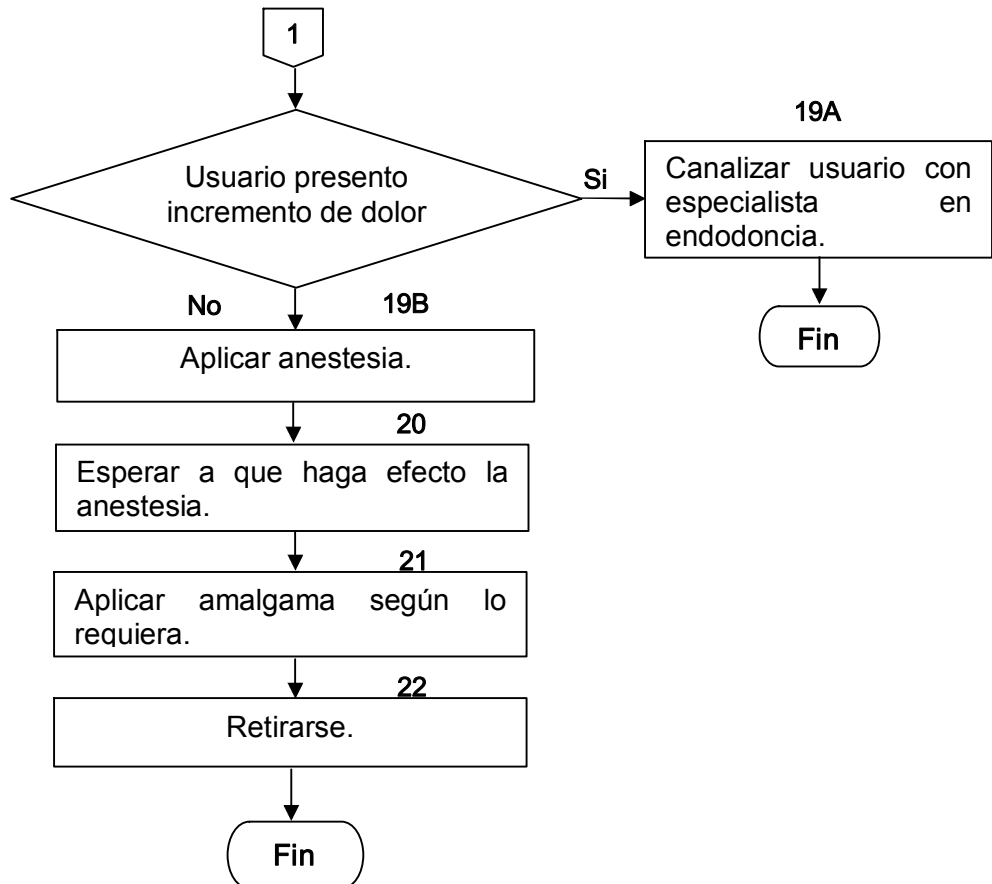 1
19A
Usuario presento
incremento de dolor
Si
Canalizar usuario con
especialista en
endodoncia.
Fin
No
19B
Aplicar anestesia.
20
Esperar a que haga efecto la
anestesia.
21
Aplicar amalgama según lo
requiera.
22
Retirarse.
Fin